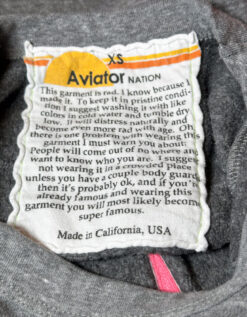 XS
Aviator NATION
This garment is rad. I know because I
made it. To keep it in pristine condi-
tion I suggest washing it with like
colors in cold water and tumble dry
low. It will distress naturally and
become even more rad with age. Oh
there is one problem with wearing this
garment I must warn you about:
People will come out of no where and
want to know who you are. I suggest
not wearing it in a crowded place
unless you have a couple body guards
then it's probably ok, and if you're
already famous and wearing this
garment you will most likely become
super famous.
Made in California, USA